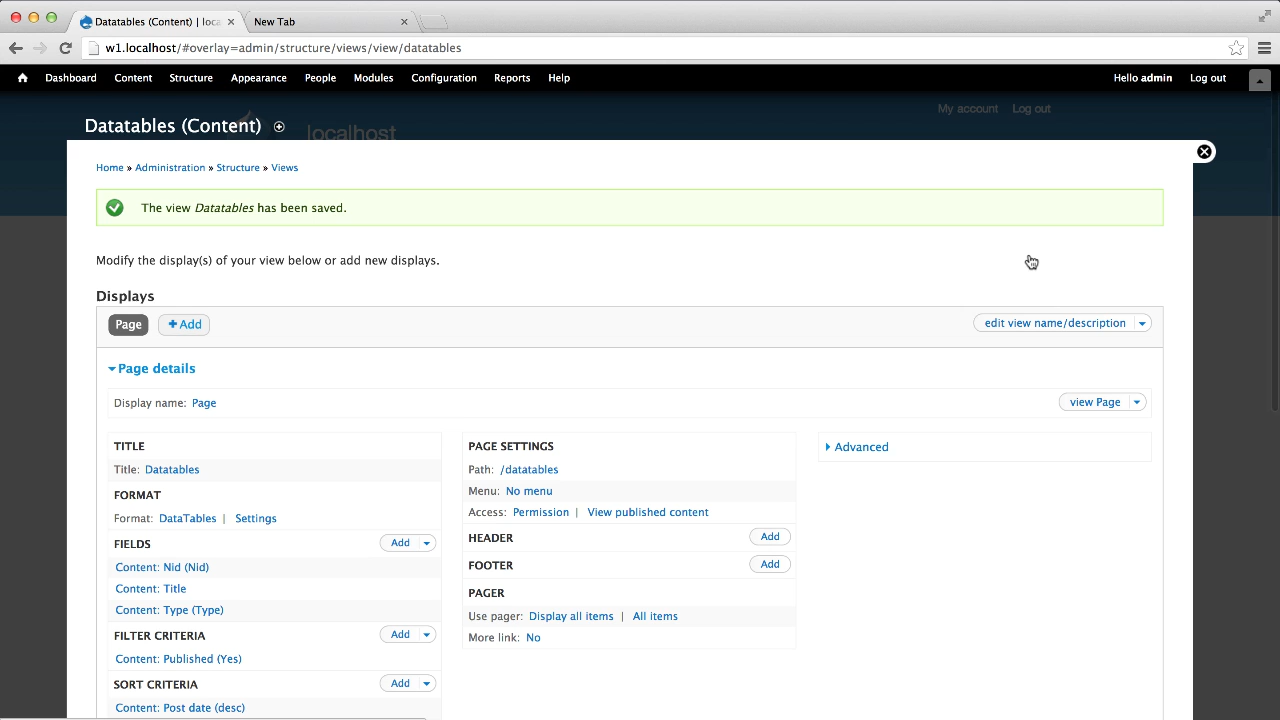 Datatables (Content) | loca
New Tab
w1.localhost/#overlay=admin/structure/views/view/datatables
Dashboard Content Structure Appearance People Modules Configuration Reports Help Hello admin Log out
My account Log out
Datatables (Content)
localhost
Home » Administration » Structure » Views
The view Datatables has been saved.
Modify the display(s) of your view below or add new displays.
Displays
Page + Add edit view name/description
Page details
Display name: Page view Page
TITLE
Title: Datatables
FORMAT
Format: DataTables | Settings
FIELDS Add
Content: Nid (Nid)
Content: Title
Content: Type (Type)
FILTER CRITERIA Add
Content: Published (Yes)
SORT CRITERIA Add
Content: Post date (desc)
PAGE SETTINGS
Path: /datatables
Menu: No menu
Access: Permission | View published content
HEADER Add
FOOTER Add
PAGER
Use pager: Display all items | All items
More link: No
Advanced